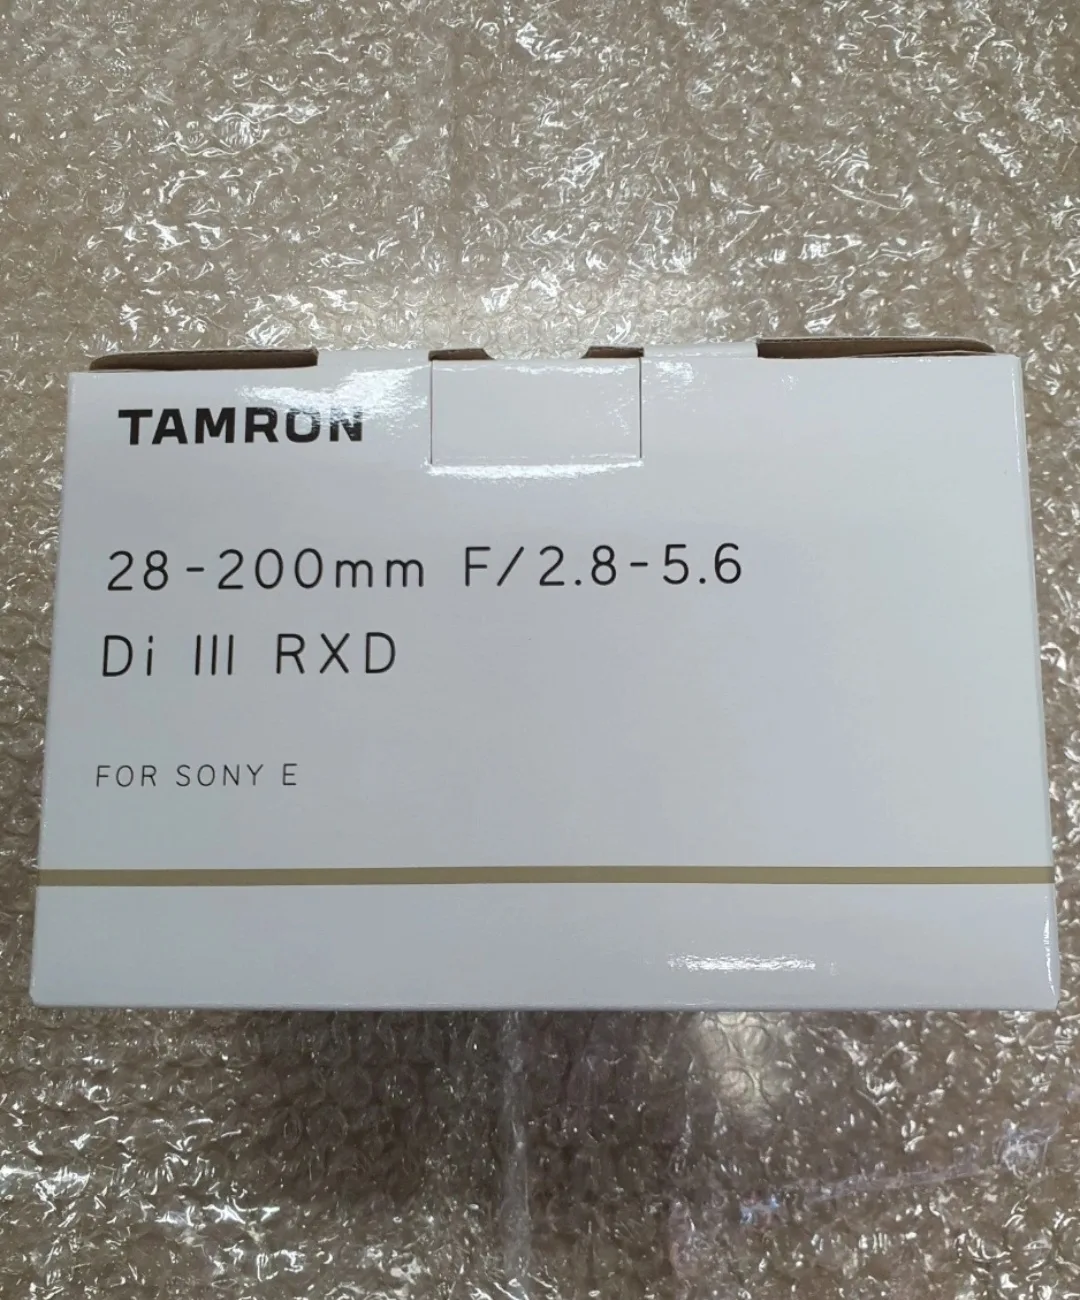 TAMRON
28-200mm F/2.8-5.6
Di III RXD
FOR SONY E